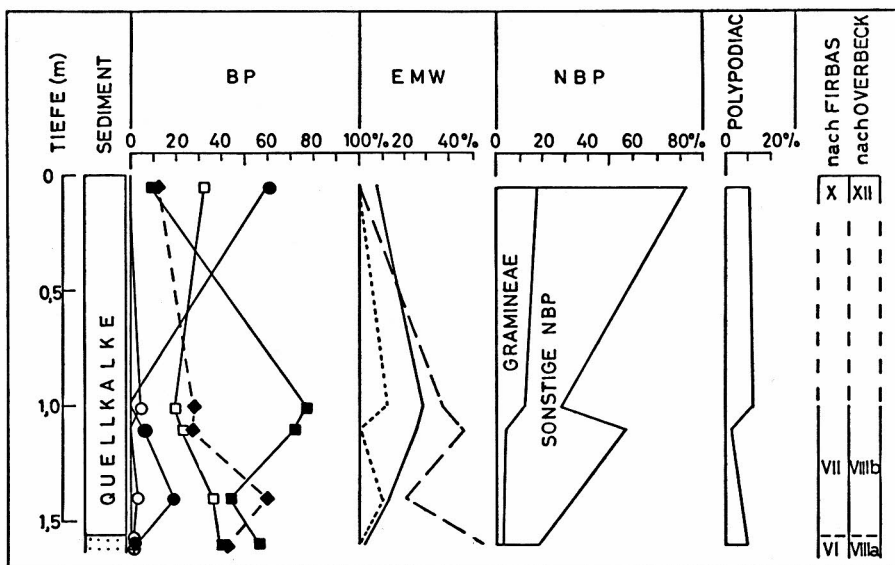 TIEFE (m)
SEDIMENT
BP
EMW
NBP
POLYPODIAC
nach FIRBAS
nach OVERBECK
0 20 40 60 80 100% 20 40% 0 20 40 60 80% 0 20%
0
X XII
0,5
QUELLKALKE
GRAMINEAE
SONSTIGE NBP
1,0
VII VIIIb
1,5
VI VIIIa